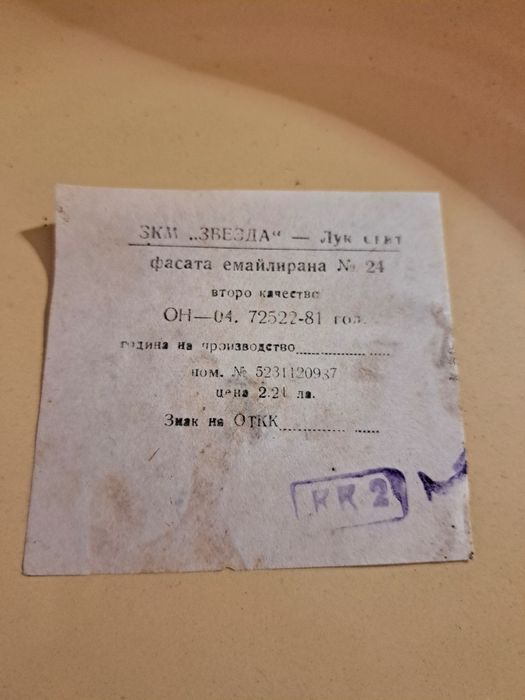 ЗКМ „ЗВЕЗДА“ — Лук
фасата емайлирана № 24
второ качество
ОН—04. 72522-81 год.
година на производство
ном. № 5231120937
цена 2.21 лв.
Знак на ОТКК
КК 2